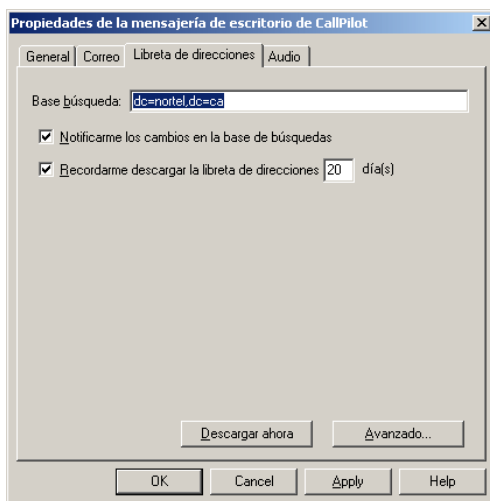 Propiedades de la mensajería de escritorio de CallPilot
General Correo Libreta de direcciones Audio
Base búsqueda: dc=nortel,dc=ca
Notificarme los cambios en la base de búsquedas
Recordarme descargar la libreta de direcciones 20 día(s)
Descargar ahora Avanzado...
OK Cancel Apply Help